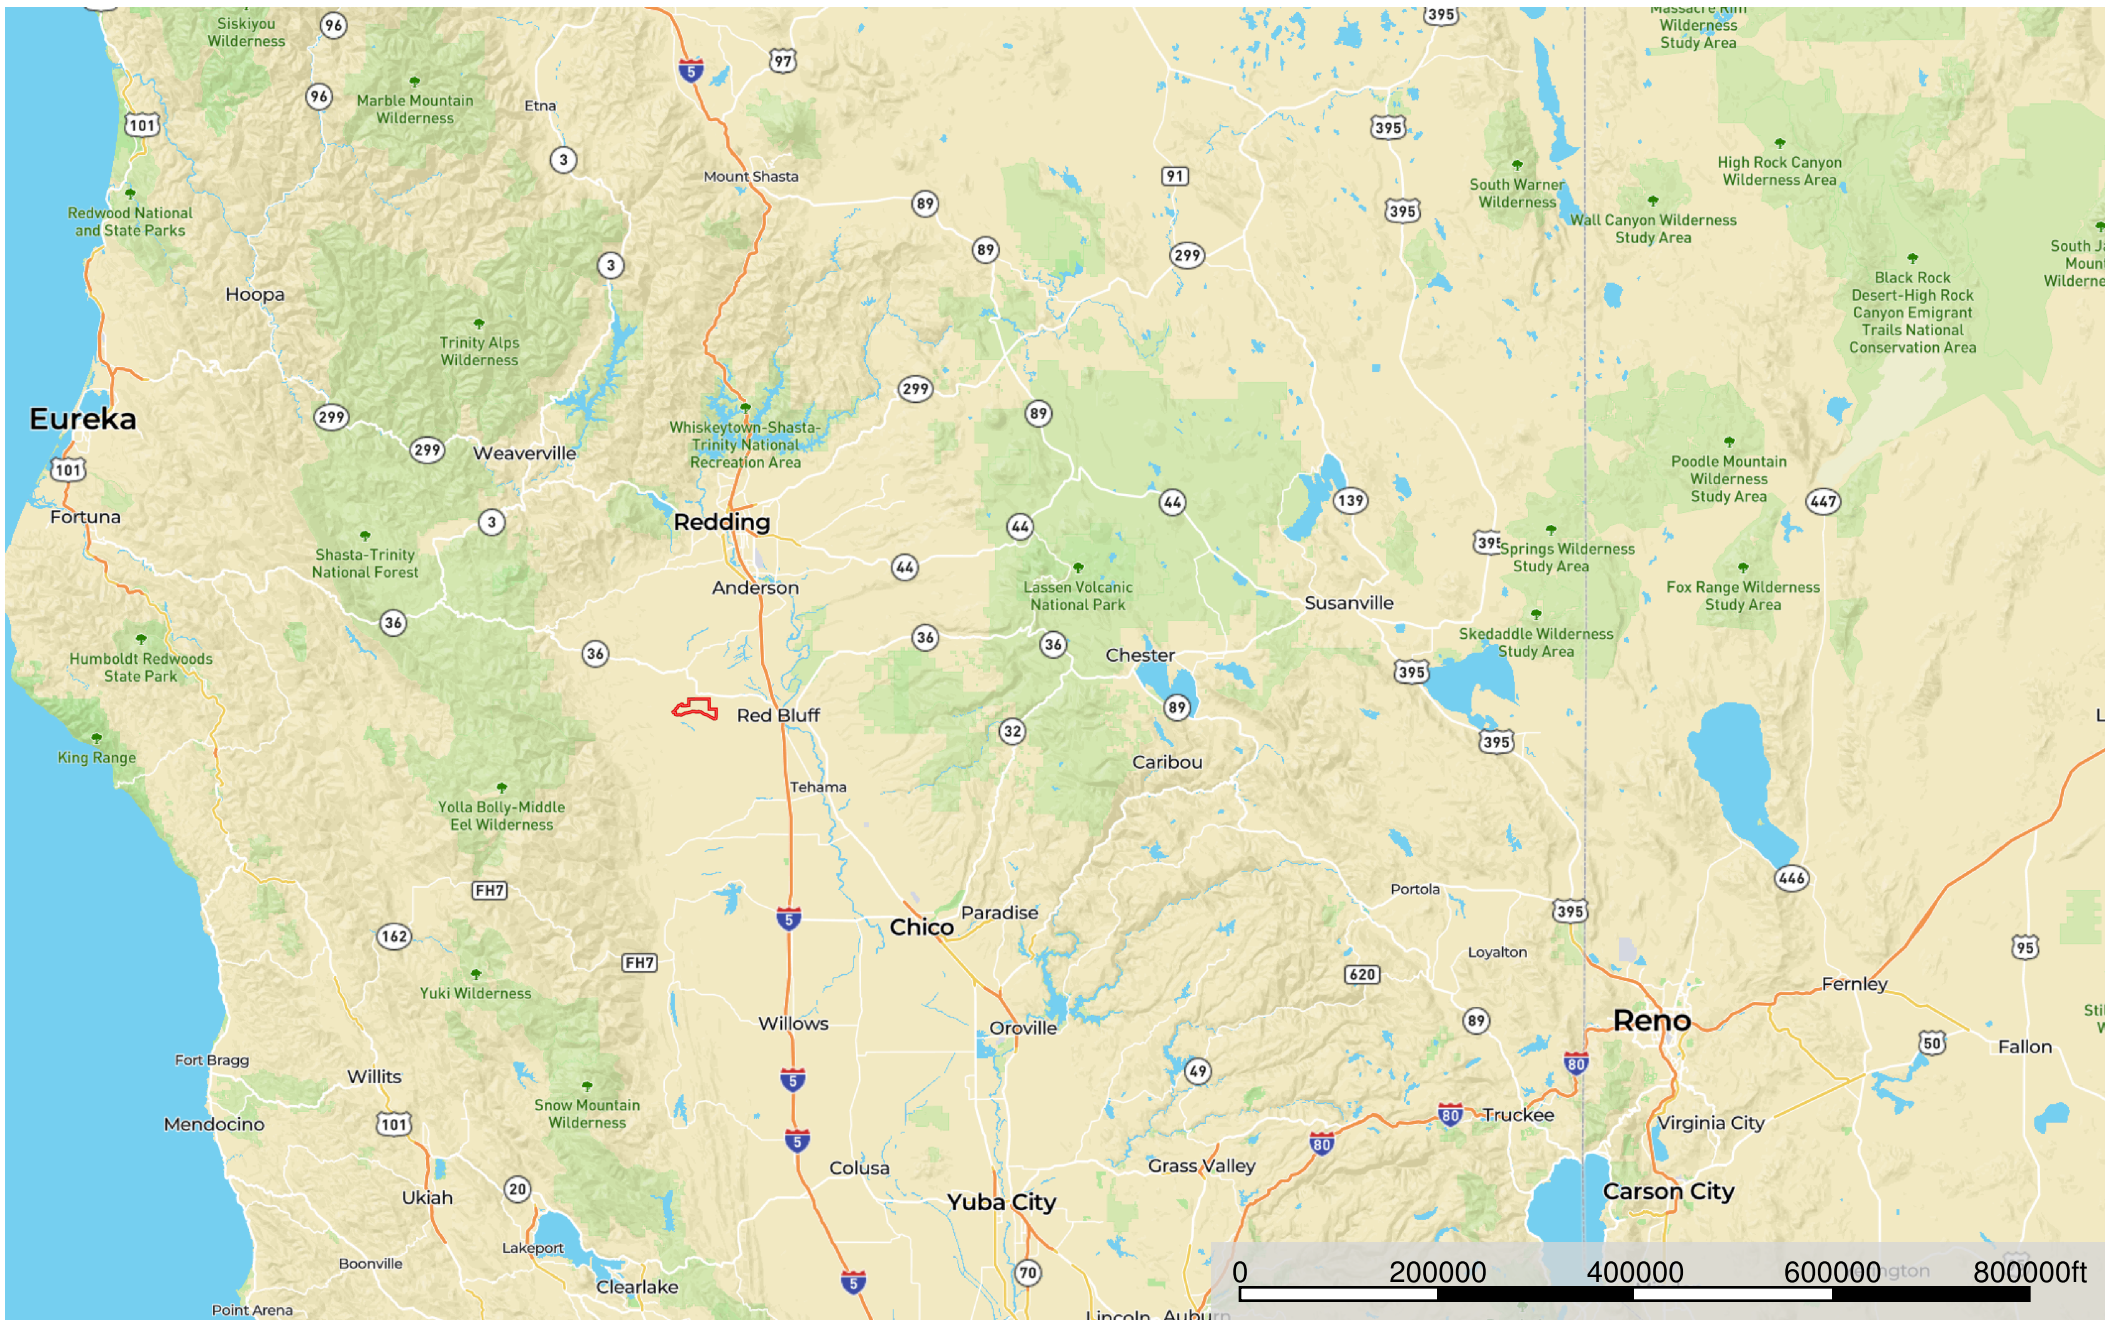 Siskiyou
Wilderness
96
5
97
395
Massacre Rim
Wilderness
Study Area
96
Marble Mountain
Wilderness
Etna
101
3
395
High Rock Canyon
Wilderness Area
Mount Shasta
91
South Warner
Wilderness
Redwood National
and State Parks
89
395
Wall Canyon Wilderness
Study Area
89
299
3
South
Black Rock
Desert-High Rock
Canyon Emigrant
Trails National
Conservation Area
Hoopa
Trinity Alps
Wilderness
299
Eureka
299
89
Whiskeytown-Shasta-
Trinity National
Recreation Area
299
Weaverville
101
Poodle Mountain
Wilderness
Study Area
Fortuna
3
Redding
44
44
139
447
395
Springs Wilderness
Study Area
Shasta-Trinity
National Forest
44
Anderson
Lassen Volcanic
National Park
Fox Range Wilderness
Study Area
Susanville
36
36
36
36
Chester
Skedaddle Wilderness
Study Area
Humboldt Redwoods
State Park
395
89
Red Bluff
32
395
King Range
Caribou
Tehama
Yolla Bolly-Middle
Eel Wilderness
FH7
Portola
446
5
Chico
Paradise
395
162
95
FH7
620
Loyalton
Yuki Wilderness
Fernley
Willows
Oroville
89
Reno
50
Fallon
Fort Bragg
Willits
5
49
80
Snow Mountain
Wilderness
Mendocino
101
5
80
80
Truckee
Virginia City
Colusa
Grass Valley
Ukiah
20
Yuba City
Carson City
Lakeport
Boonville
Clearlake
5
70
Point Arena
Lincoln
Auburn
0 200000 400000 600000 800000ft